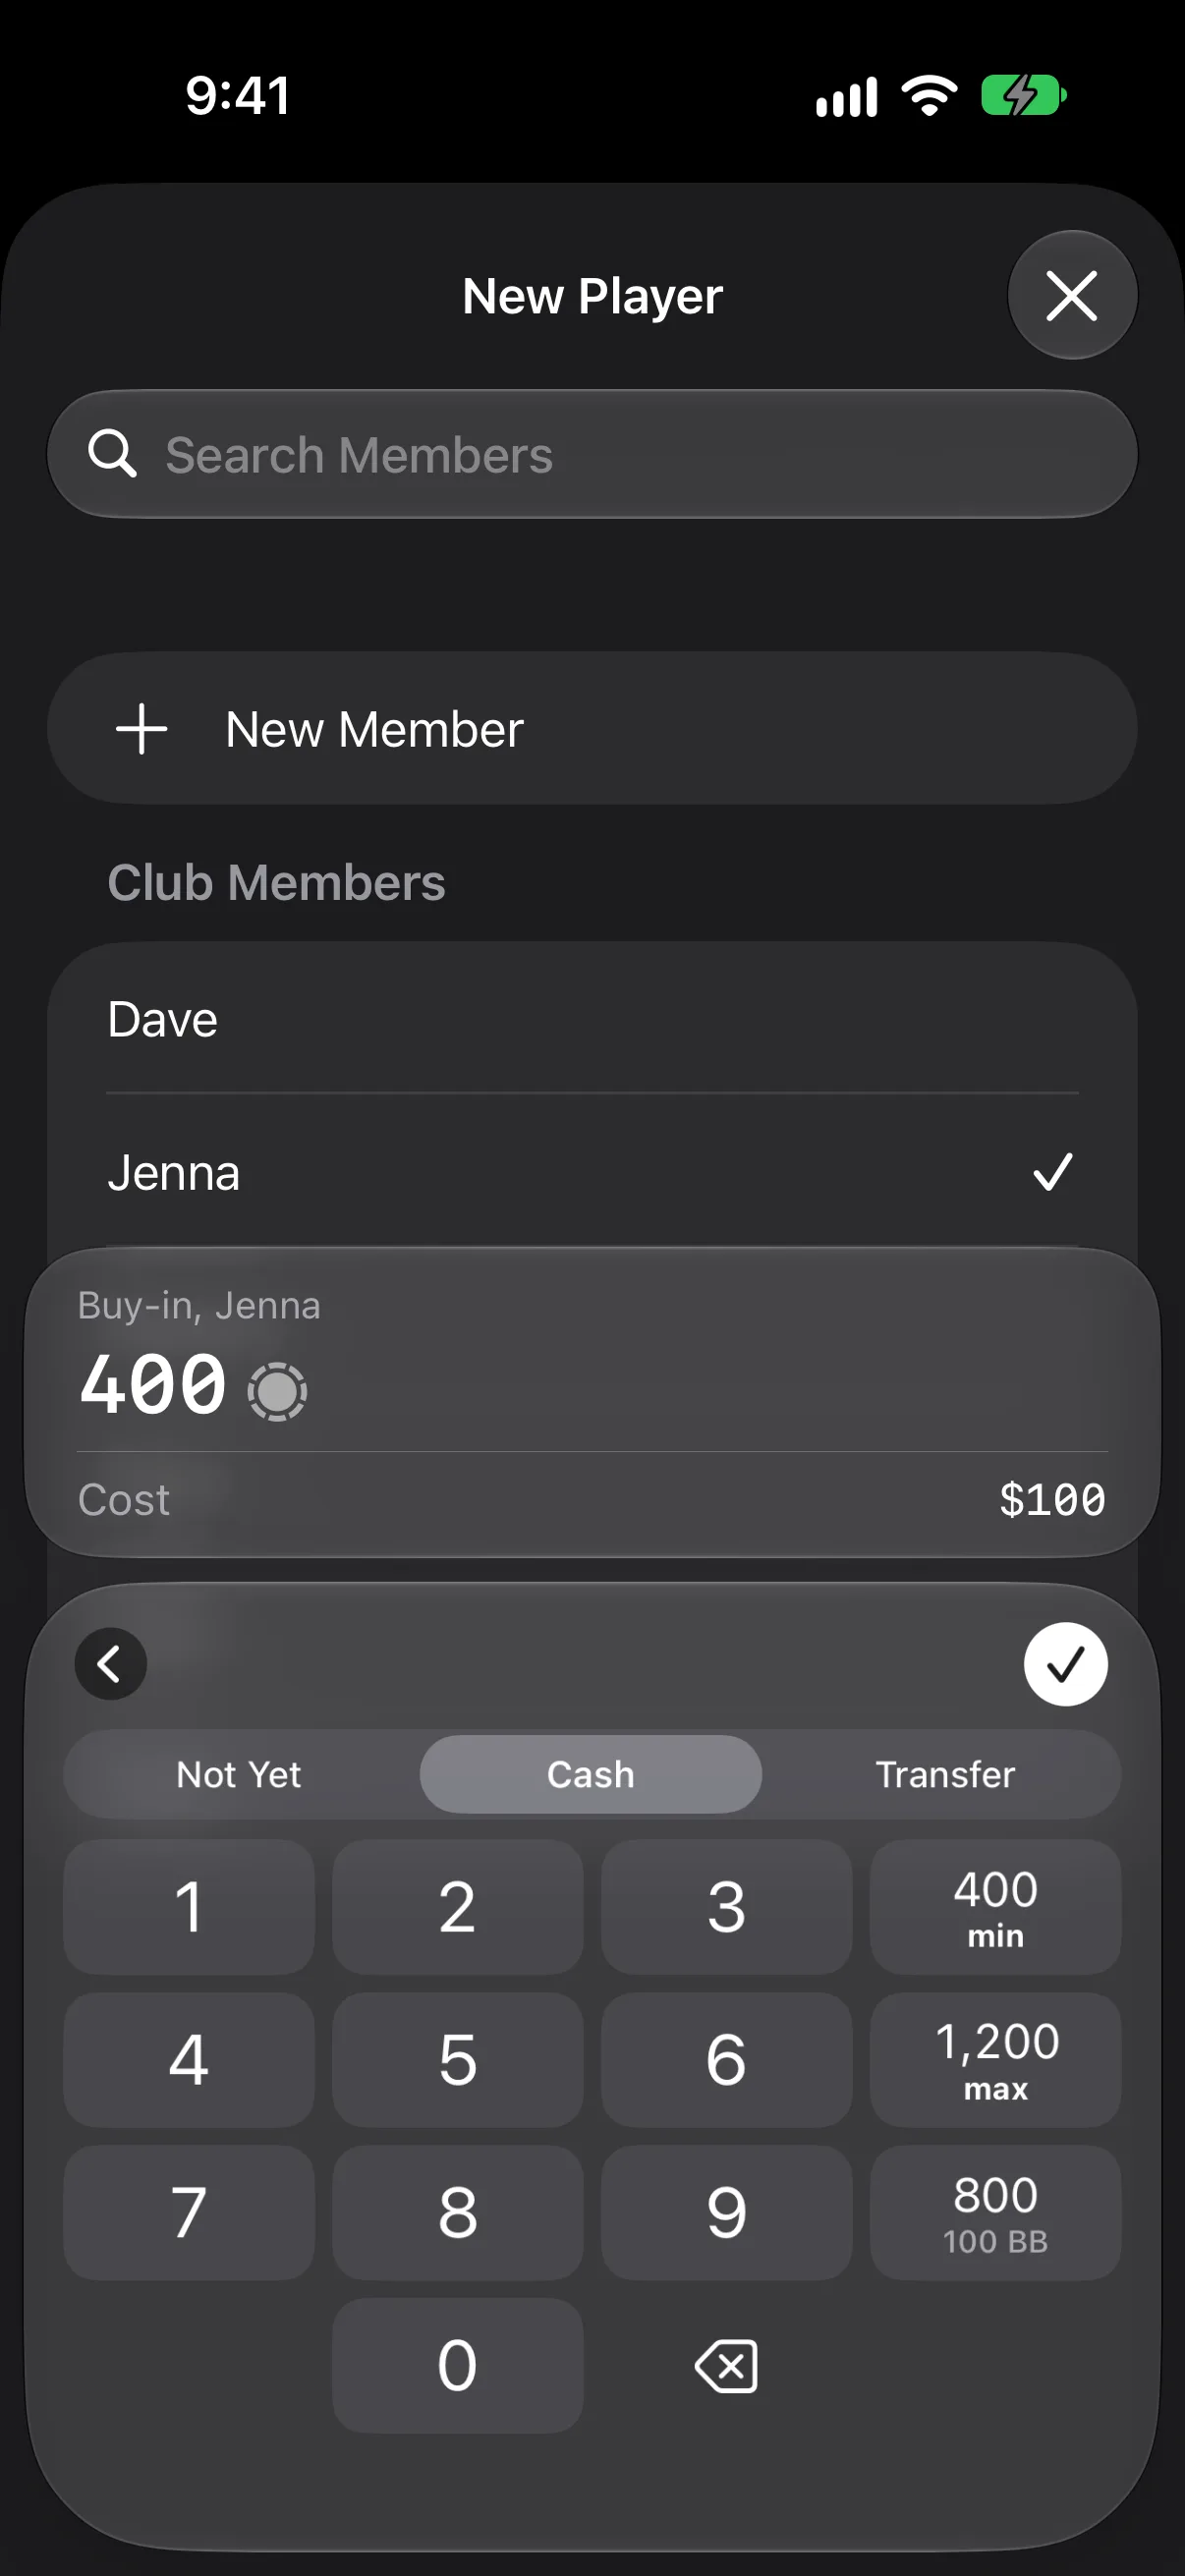 9:41
New Player
Search Members
New Member
Club Members
Dave
Jenna
Buy-in, Jenna
400
Cost $100
Not Yet Cash Transfer
1 2 3 400
min
4 5 6 1,200
max
7 8 9 800
100 BB
0